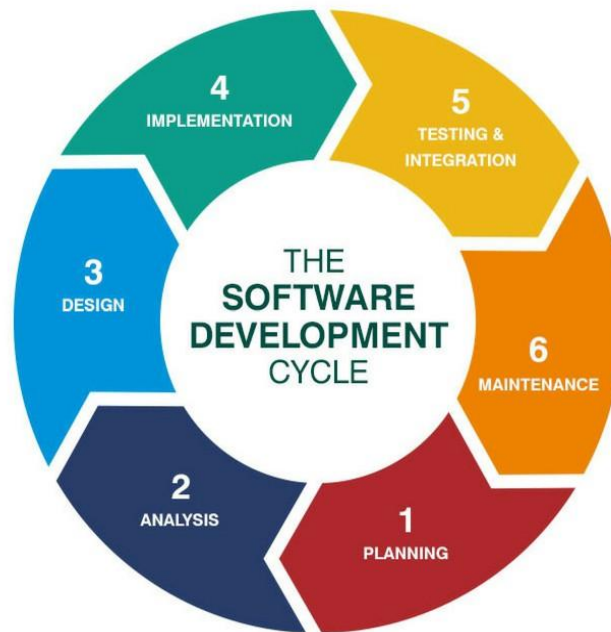 THE
SOFTWARE
DEVELOPMENT
CYCLE
1
PLANNING
2
ANALYSIS
3
DESIGN
4
IMPLEMENTATION
5
TESTING &
INTEGRATION
6
MAINTENANCE